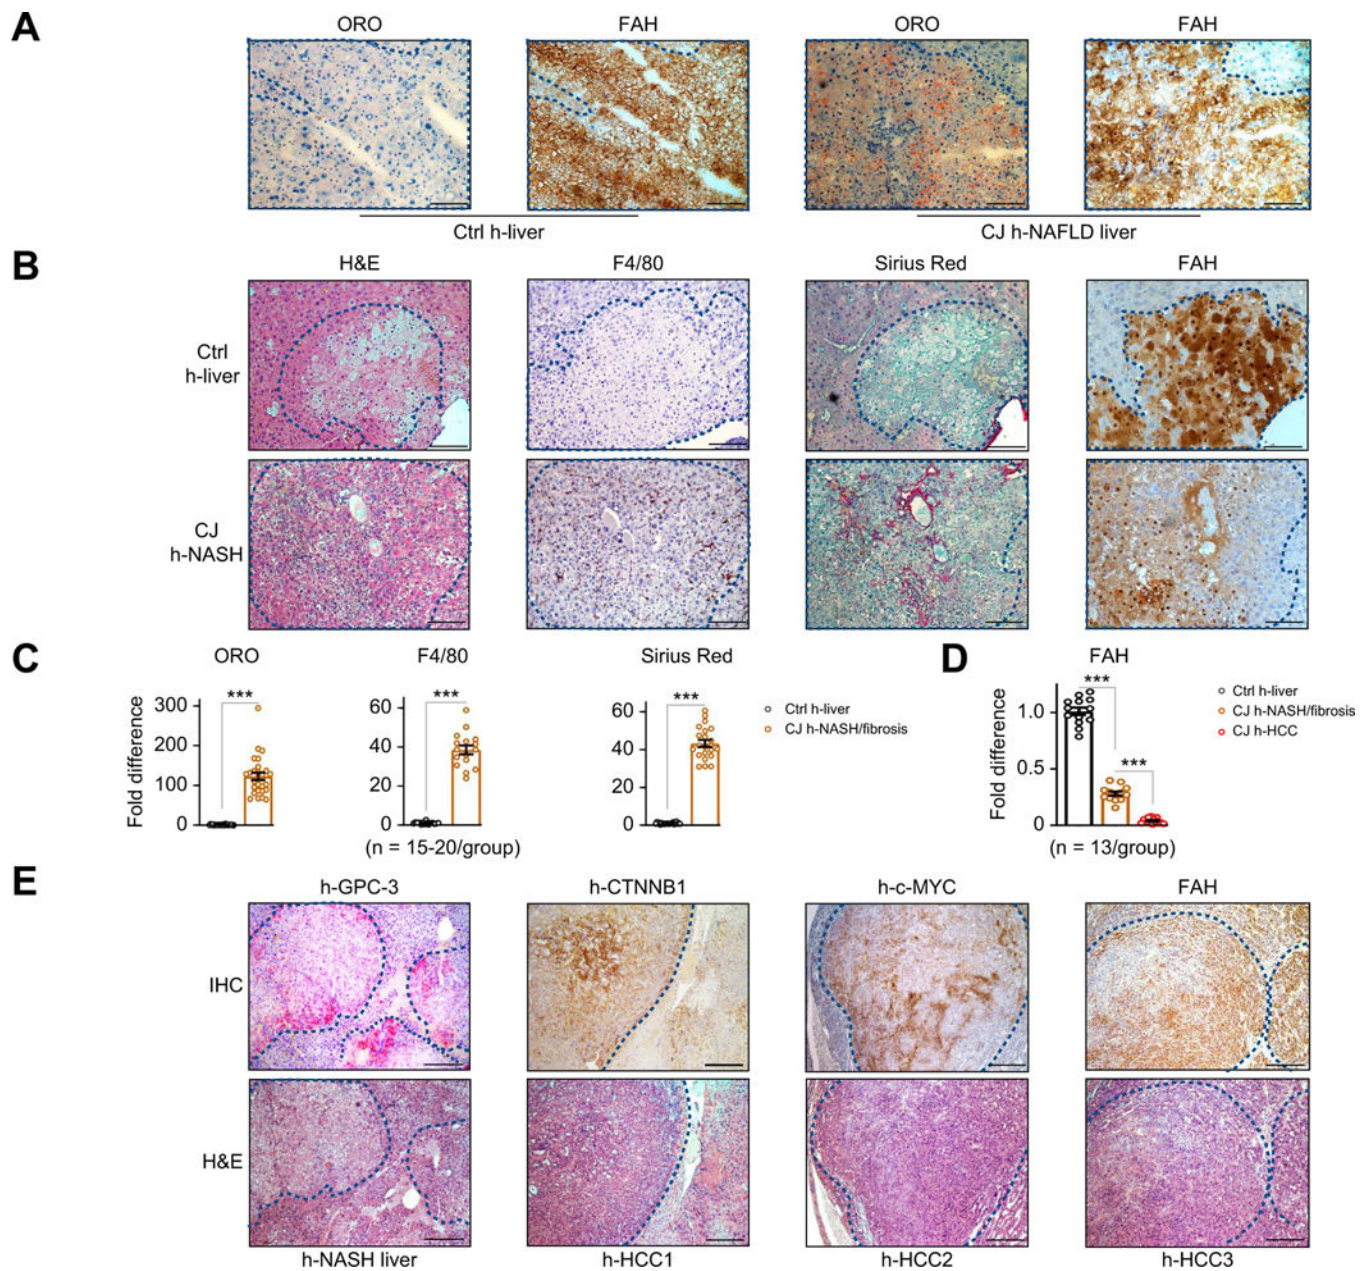 A
ORO FAH ORO FAH
Ctrl h-liver CJ h-NAFLD liver
B
H&E F4/80 Sirius Red FAH
Ctrl
h-liver
CJ
h-NASH
C
ORO F4/80 Sirius Red
Fold difference
300
200
100
0
***
60
40
20
0
***
(n = 15-20/group)
60
40
20
0
***
Ctrl h-liver
CJ h-NASH/fibrosis
D
FAH
Fold difference
1.0
0.5
0
***
***
(n = 13/group)
Ctrl h-liver
CJ h-NASH/fibrosis
CJ h-HCC
E
h-GPC-3 h-CTNNB1 h-c-MYC FAH
IHC
H&E
h-NASH liver h-HCC1 h-HCC2 h-HCC3